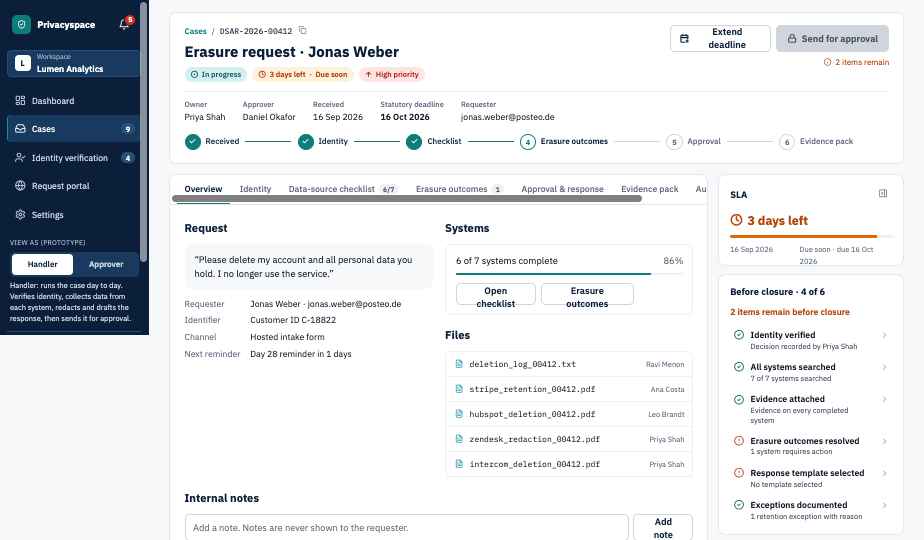 Privacyspace
5
Workspace
L
Lumen Analytics
Dashboard
Cases
9
Identity verification
4
Request portal
Settings
VIEW AS (PROTOTYPE)
Handler
Approver
Handler: runs the case day to day.
Verifies identity, collects data from
each system, redacts and drafts the
response, then sends it for approval.
Cases / DSAR-2026-00412
Erasure request · Jonas Weber
In progress
3 days left · Due soon
High priority
Extend
deadline
Send for approval
2 items remain
Owner
Priya Shah
Approver
Daniel Okafor
Received
16 Sep 2026
Statutory deadline
16 Oct 2026
Requester
jonas.weber@posteo.de
Received
Identity
Checklist
4
Erasure outcomes
5
Approval
6
Evidence pack
Overview
Identity
Data-source checklist
6/7
Erasure outcomes
1
Approval & response
Evidence pack
Au
Request
“Please delete my account and all personal data you
hold. I no longer use the service.”
Requester
Jonas Weber · jonas.weber@posteo.de
Identifier
Customer ID C-18822
Channel
Hosted intake form
Next reminder
Day 28 reminder in 1 days
Systems
6 of 7 systems complete
86%
Open
checklist
Erasure
outcomes
Files
deletion_log_00412.txt
Ravi Menon
stripe_retention_00412.pdf
Ana Costa
hubspot_deletion_00412.pdf
Leo Brandt
zendesk_redaction_00412.pdf
Priya Shah
intercom_deletion_00412.pdf
Priya Shah
Internal notes
Add a note. Notes are never shown to the requester.
Add
note
SLA
3 days left
16 Sep 2026
Due soon · due 16 Oct
2026
Before closure · 4 of 6
2 items remain before closure
Identity verified
Decision recorded by Priya Shah
All systems searched
7 of 7 systems searched
Evidence attached
Evidence on every completed
system
Erasure outcomes resolved
1 system requires action
Response template selected
No template selected
Exceptions documented
1 retention exception with reason